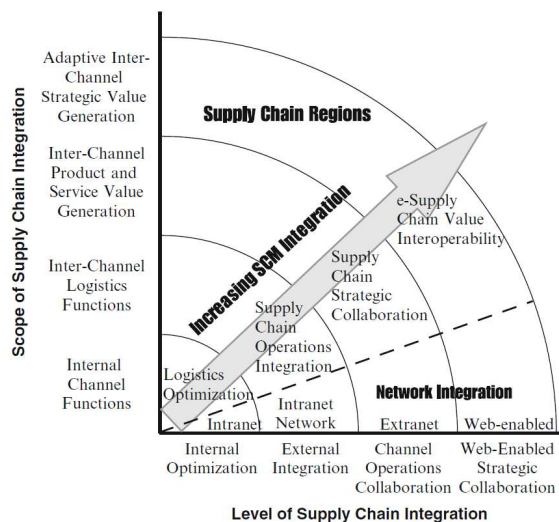 Scope of Supply Chain Integration
Adaptive Inter-
Channel
Strategic Value
Generation
Inter-Channel
Product and
Service Value
Generation
Inter-Channel
Logistics
Functions
Internal
Channel
Functions
Supply Chain Regions
Increasing SCM Integration
e-Supply
Chain Value
Interoperability
Supply
Chain
Strategic
Collaboration
Supply
Chain
Operations
Integration
Logistics
Optimization
Network Integration
Intranet
Intranet
Network
Extranet
Web-enabled
Internal
Optimization
External
Integration
Channel
Operations
Collaboration
Web-Enabled
Strategic
Collaboration
Level of Supply Chain Integration